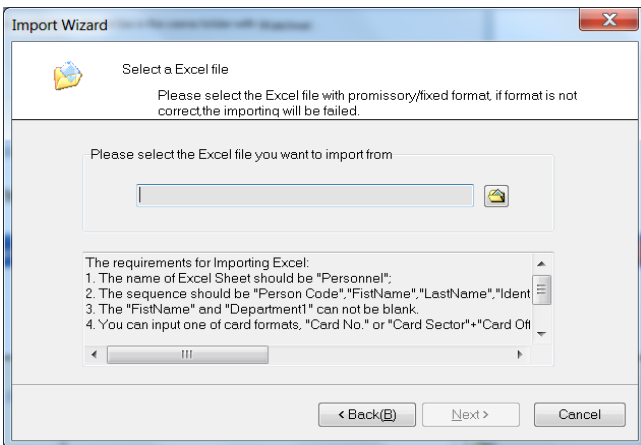 Import Wizard
Select a Excel file
Please select the Excel file with promissory/fixed format, if format is not
correct,the importing will be failed.
Please select the Excel file you want to import from
The requirements for Importing Excel:
1. The name of Excel Sheet should be "Personnel";
2. The sequence should be "Person Code","FistName","LastName","Ident
3. The "FistName" and "Department1" can not be blank.
4. You can input one of card formats, "Card No." or "Card Sector"+"Card Off
< Back(B)
Next >
Cancel